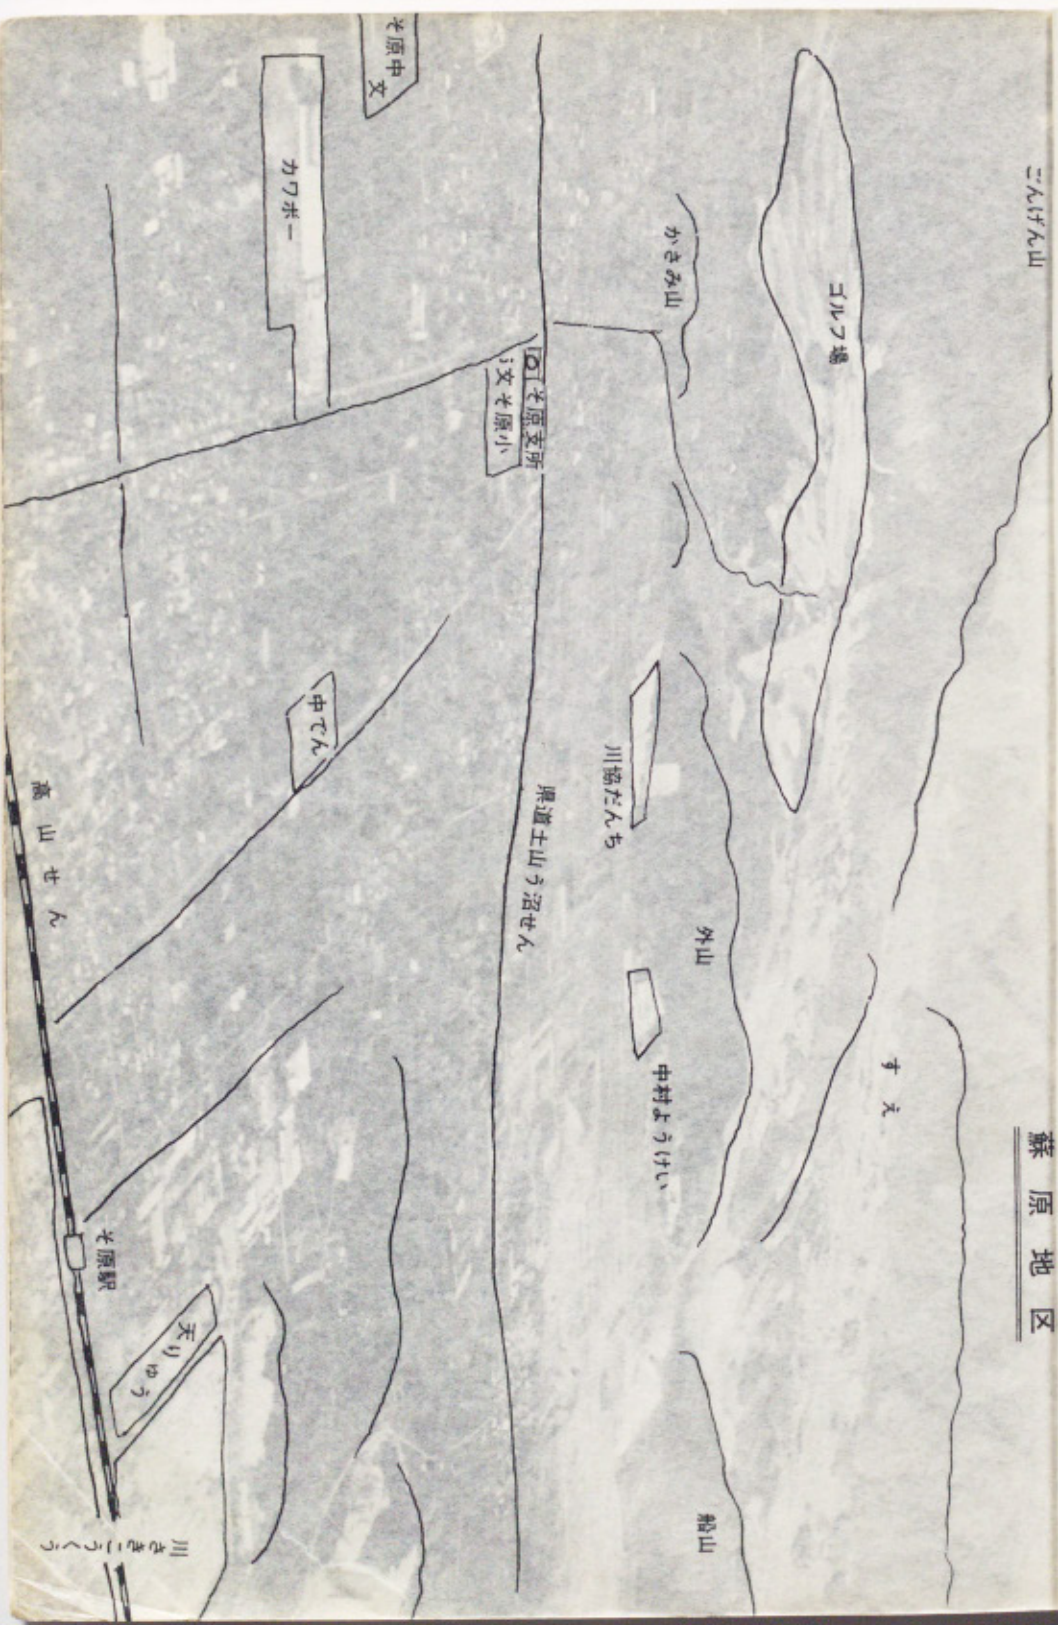 蘇原地区
ごんげん山
ゴルフ場
すえ
かさみ山
外山
船山
川協だんち
中村ようけい
県道土山う沼せん
そ原支所
文そ原小
そ原中
文
カワボー
中でん
高山せん
そ原駅
天りゅう
川さきこうくう